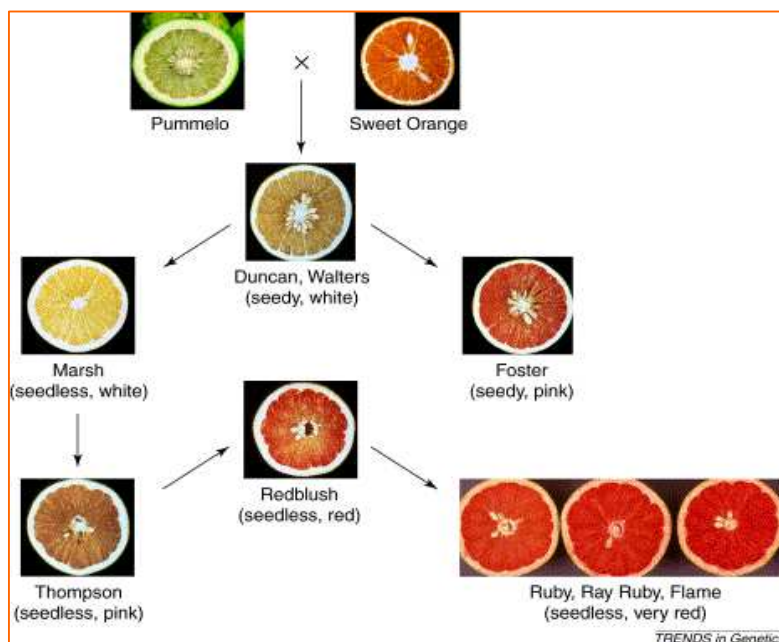 ×
Pummelo
Sweet Orange
Duncan, Walters
(seedy, white)
Marsh
(seedless, white)
Foster
(seedy, pink)
Redblush
(seedless, red)
Thompson
(seedless, pink)
Ruby, Ray Ruby, Flame
(seedless, very red)
TRENDS in Genetic